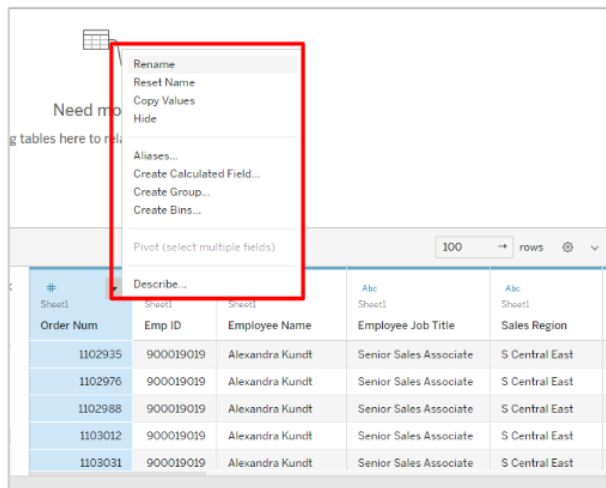 Rename
Reset Name
Copy Values
Need mo
Hide
g tables here to rel
Aliases...
Create Calculated Field...
Create Group...
Create Bins...
Pivot (select multiple fields)
100 → rows
Describe...
# Abc Abc
Sheet1 Sheet1 Sheet1 Sheet1 Sheet1
Order Num Emp ID Employee Name Employee Job Title Sales Region
1102935 900019019 Alexandra Kundt Senior Sales Associate S Central East
1102976 900019019 Alexandra Kundt Senior Sales Associate S Central East
1102988 900019019 Alexandra Kundt Senior Sales Associate S Central East
1103012 900019019 Alexandra Kundt Senior Sales Associate S Central East
1103031 900019019 Alexandra Kundt Senior Sales Associate S Central East